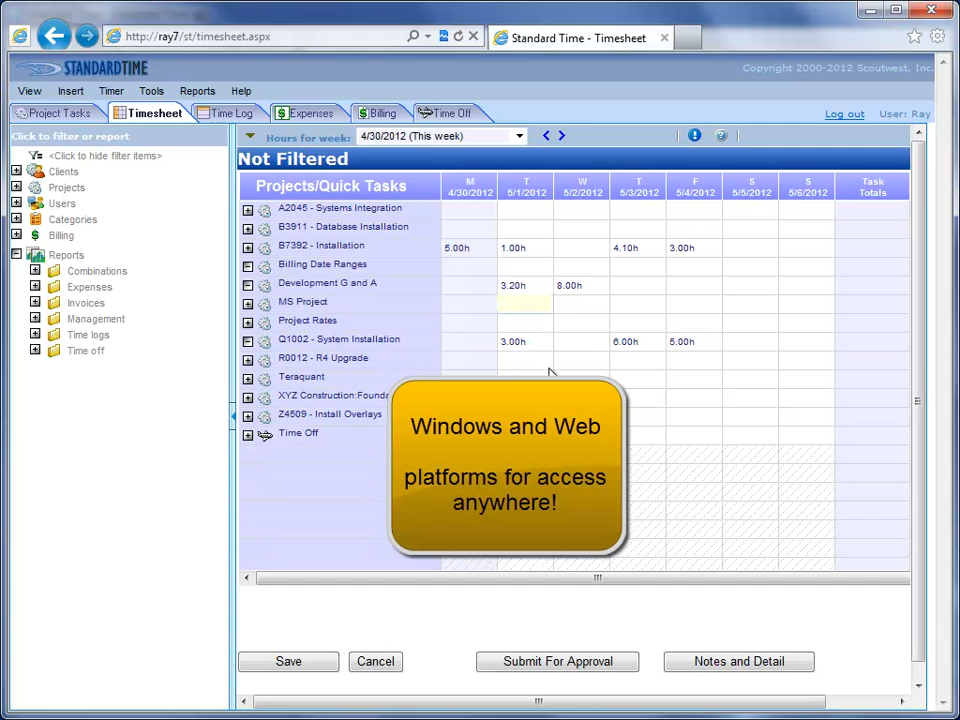 http://ray7/st/timesheet.aspx
Standard Time - Timesheet
STANDARDTIME
Copyright 2000-2012 Scoutwest, Inc.
View Insert Timer Tools Reports Help
Project Tasks Timesheet Time Log Expenses Billing Time Off
Log out User: Ray
Click to filter or report
Hours for week: 4/30/2012 (This week)
<Click to hide filter items>
Clients
Projects
Users
Categories
Billing
Reports
Combinations
Expenses
Invoices
Management
Time logs
Time off
Not Filtered
Projects/Quick Tasks M T W T F S S Task
4/30/2012 5/1/2012 5/2/2012 5/3/2012 5/4/2012 5/5/2012 5/6/2012 Totals
A2045 - Systems Integration
B3911 - Database Installation
B7392 - Installation 5.00h 1.00h 4.10h 3.00h
Billing Date Ranges
Development G and A 3.20h 8.00h
MS Project
Project Rates
Q1002 - System Installation 3.00h 6.00h 5.00h
R0012 - R4 Upgrade
Teraquant
XYZ Construction:Founda
Z4509 - Install Overlays
Time Off
Windows and Web
platforms for access
anywhere!
Save Cancel Submit For Approval Notes and Detail